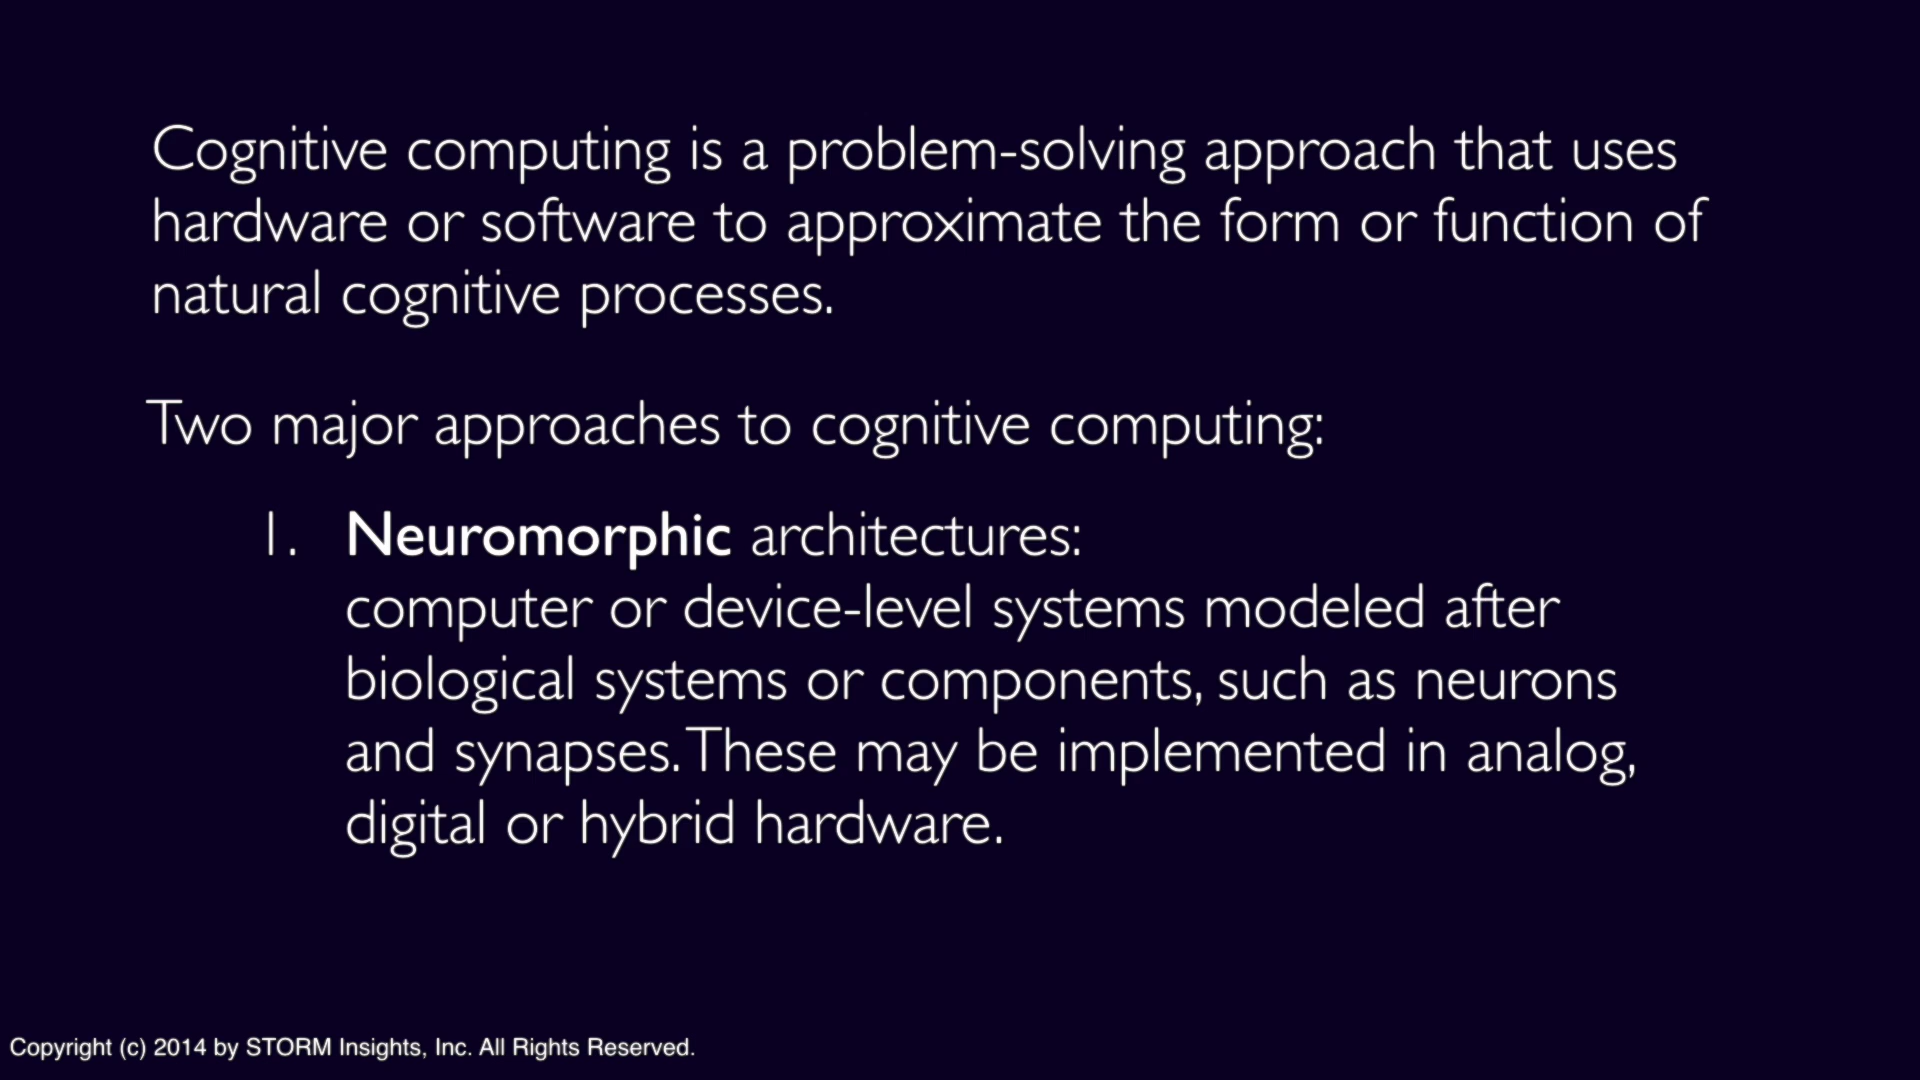 Cognitive computing is a problem-solving approach that uses
hardware or software to approximate the form or function of
natural cognitive processes.
Two major approaches to cognitive computing:
1. Neuromorphic architectures:
computer or device-level systems modeled after
biological systems or components, such as neurons
and synapses. These may be implemented in analog,
digital or hybrid hardware.
Copyright (c) 2014 by STORM Insights, Inc. All Rights Reserved.